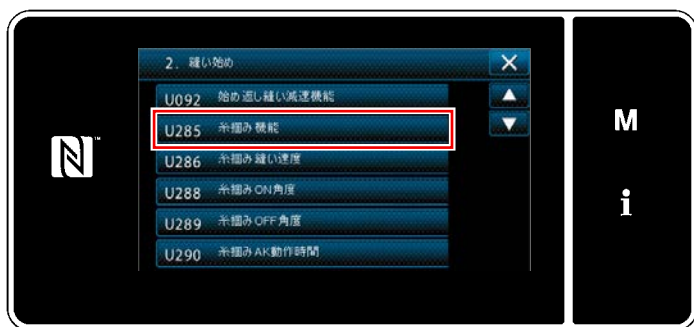 2. 縫い始め
U092 始め返し縫い減速機能
U285 糸掴み機能
U286 糸掴み縫い速度
U288 糸掴みON角度
U289 糸掴みOFF角度
U290 糸掴みAK動作時間
M
i